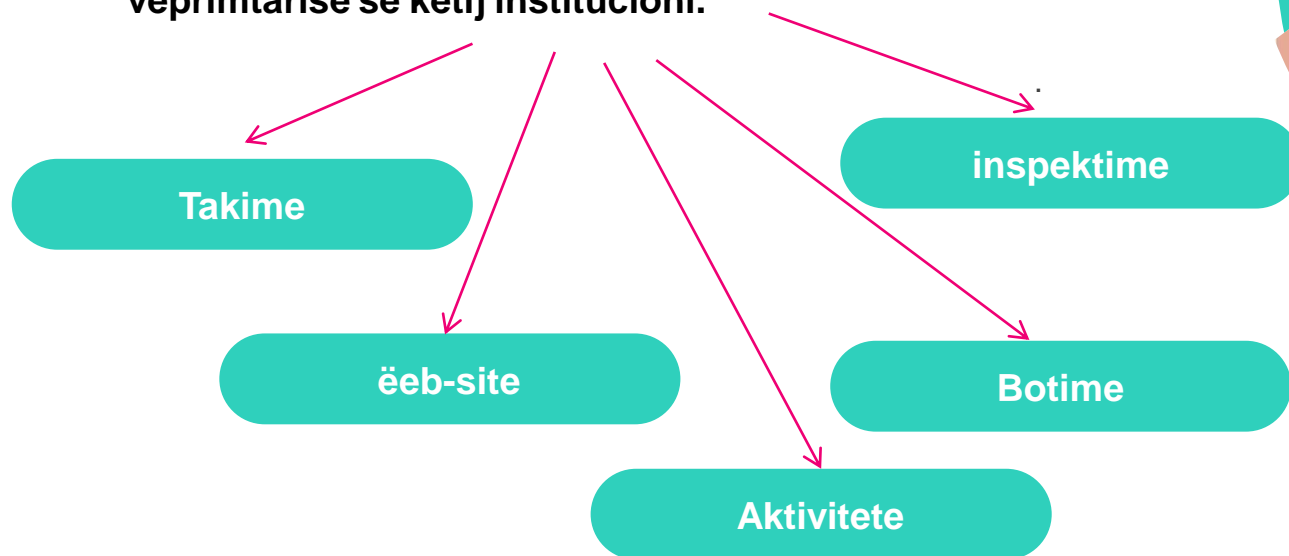 veprimtarisë së këtij institucioni.
.
inspektime
Takime
ëeb-site
Botime
Aktivitete